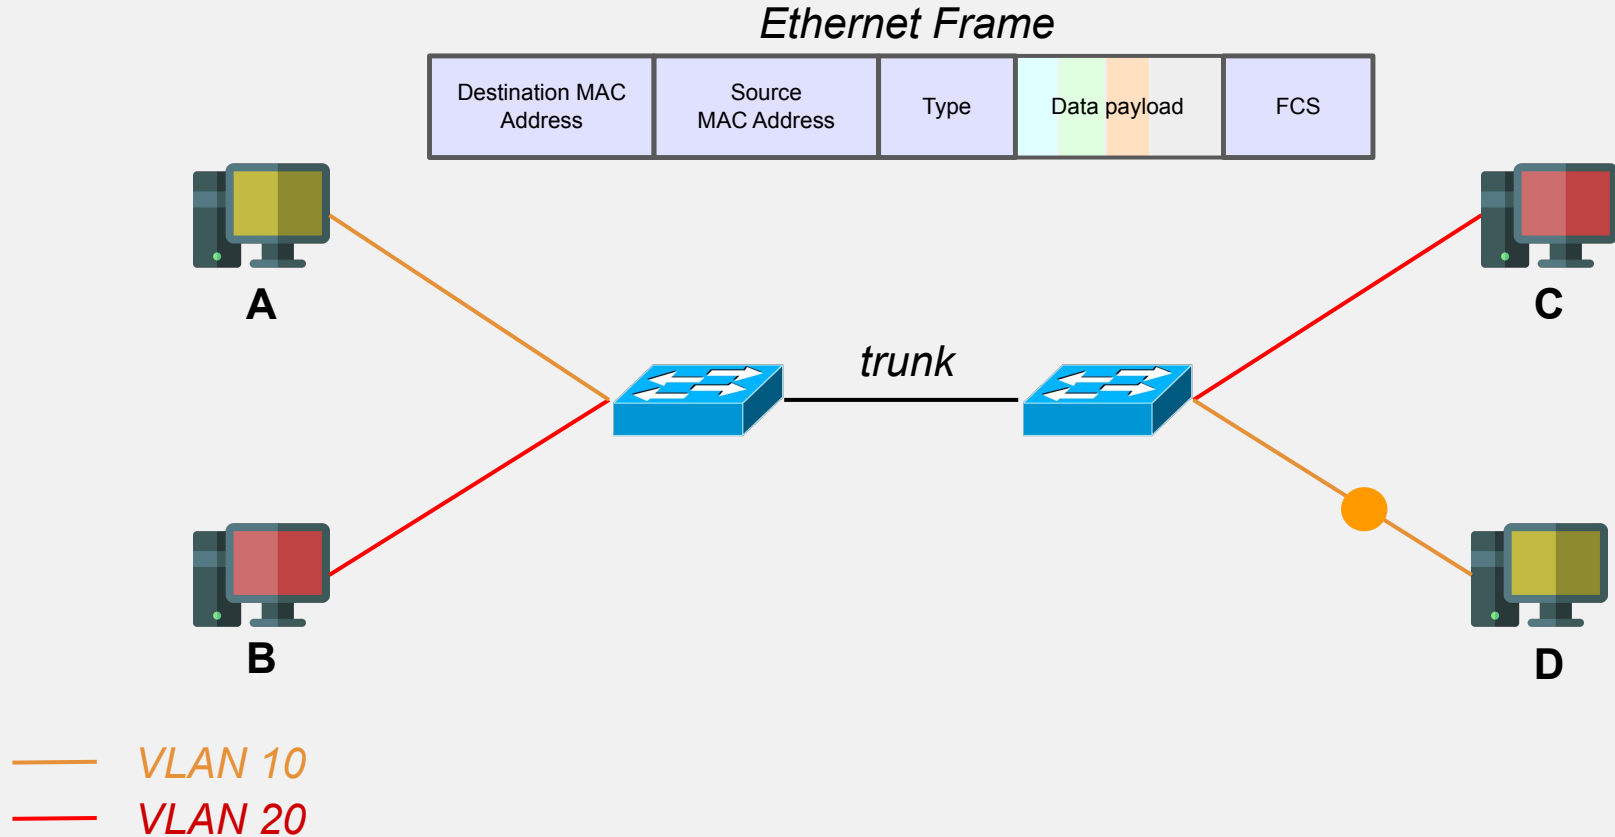 Ethernet Frame
Destination MAC
Address
Source
MAC Address
Type
Data payload
FCS
A
C
trunk
B
D
VLAN 10
VLAN 20